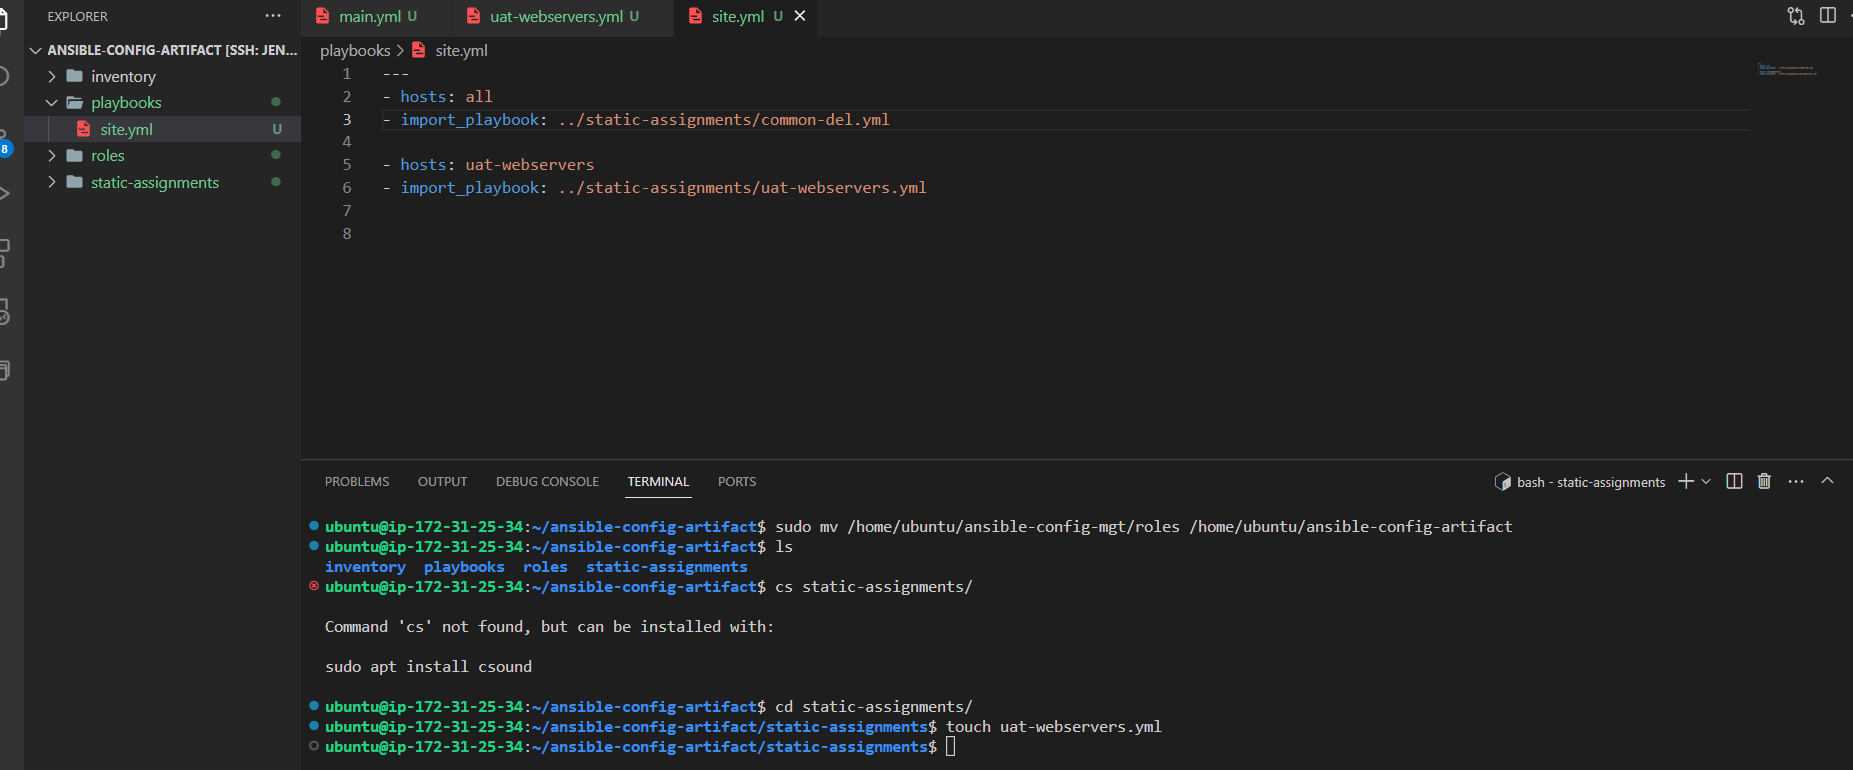 EXPLORER ···
ANSIBLE-CONFIG-ARTIFACT [SSH: JEN...
inventory
playbooks
site.yml U
roles
static-assignments
8
main.yml U
uat-webservers.yml U
site.yml U
playbooks > site.yml
1 ---
2 - hosts: all
3 - import_playbook: ../static-assignments/common-del.yml
4
5 - hosts: uat-webservers
6 - import_playbook: ../static-assignments/uat-webservers.yml
7
8
PROBLEMS OUTPUT DEBUG CONSOLE TERMINAL PORTS
bash - static-assignments
ubuntu@ip-172-31-25-34:~/ansible-config-artifact$ sudo mv /home/ubuntu/ansible-config-mgt/roles /home/ubuntu/ansible-config-artifact
ubuntu@ip-172-31-25-34:~/ansible-config-artifact$ ls
inventory playbooks roles static-assignments
ubuntu@ip-172-31-25-34:~/ansible-config-artifact$ cs static-assignments/
Command 'cs' not found, but can be installed with:
sudo apt install csound
ubuntu@ip-172-31-25-34:~/ansible-config-artifact$ cd static-assignments/
ubuntu@ip-172-31-25-34:~/ansible-config-artifact/static-assignments$ touch uat-webservers.yml
ubuntu@ip-172-31-25-34:~/ansible-config-artifact/static-assignments$